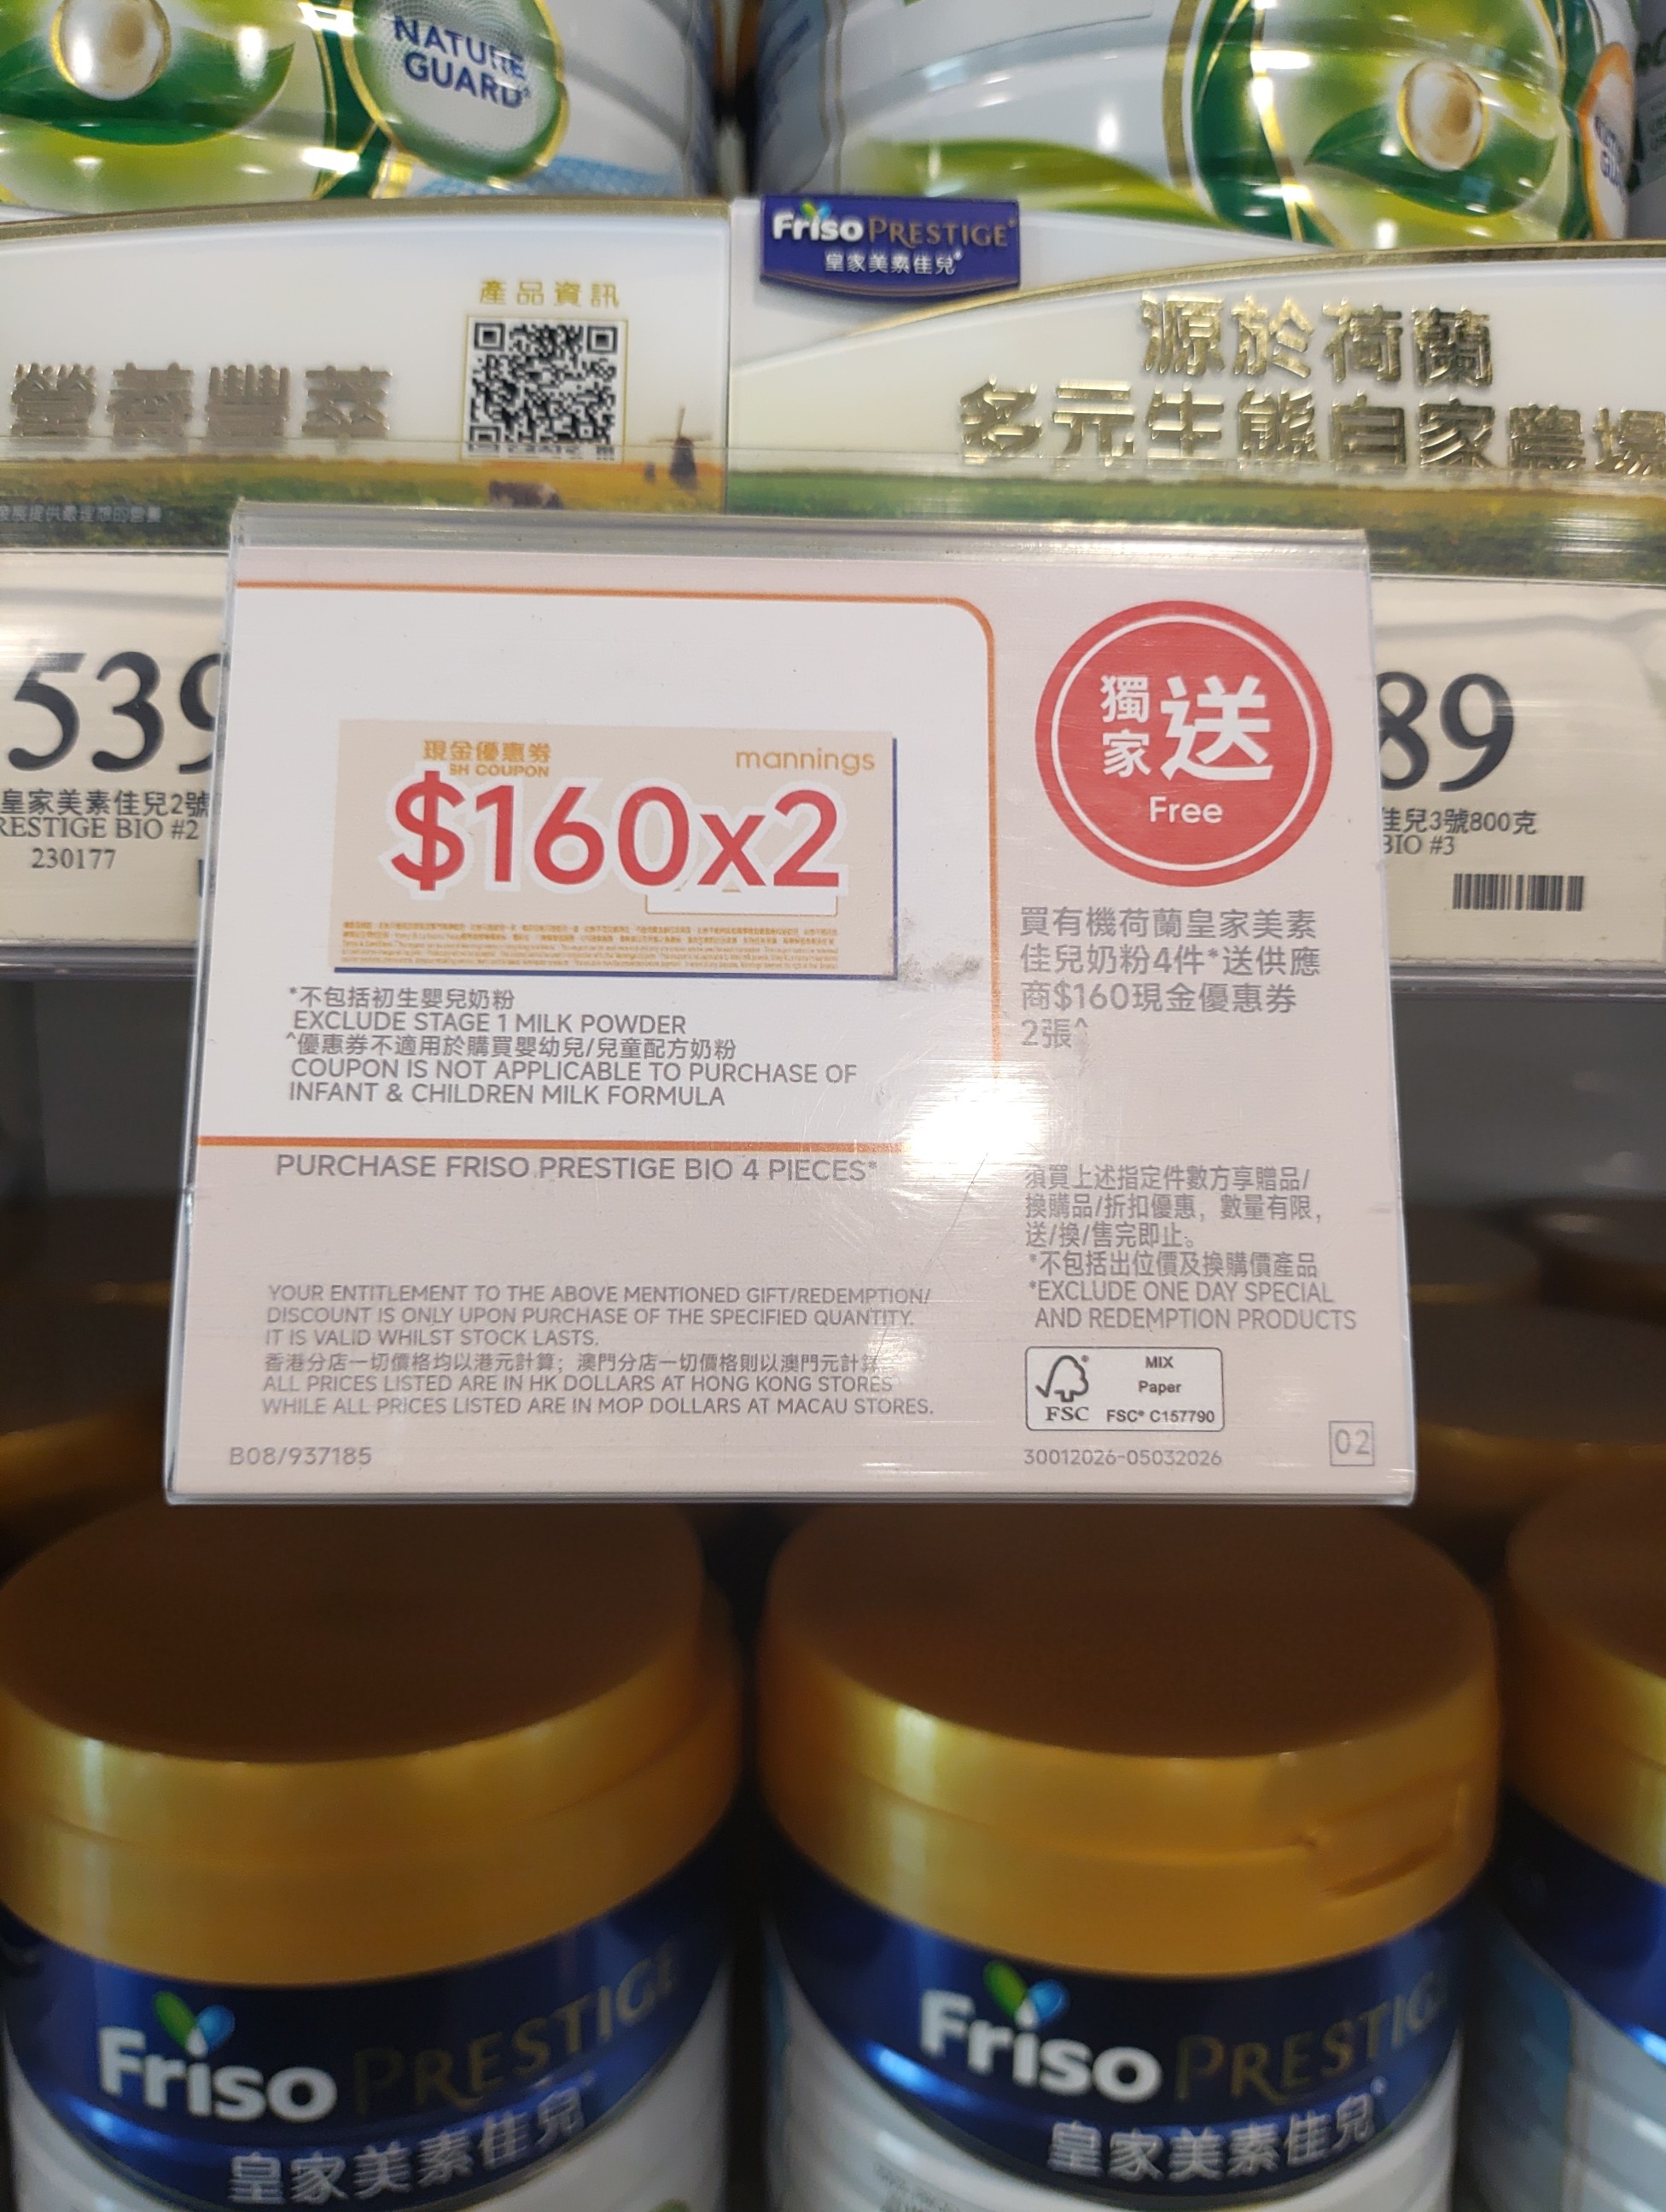 NATURE
GUARD
Friso PRESTIGE
皇家美素佳兒
產品資訊
營養豐萃
源於荷蘭
多元生態自家農場
539
皇家美素佳兒2號
RESTIGE BIO #2
230177
89
佳兒3號800克
BIO #3
現金優惠券
SH COUPON
mannings
$160x2
獨家送
Free
買有機荷蘭皇家美素
佳兒奶粉4件*送供應
商$160現金優惠券
2張^
*不包括初生嬰兒奶粉
EXCLUDE STAGE 1 MILK POWDER
^優惠券不適用於購買嬰幼兒/兒童配方奶粉
COUPON IS NOT APPLICABLE TO PURCHASE OF
INFANT & CHILDREN MILK FORMULA
PURCHASE FRISO PRESTIGE BIO 4 PIECES*
須買上述指定件數方享贈品/
換購品/折扣優惠，數量有限，
送/換/售完即止。
*不包括出位價及換購價產品
*EXCLUDE ONE DAY SPECIAL
AND REDEMPTION PRODUCTS
YOUR ENTITLEMENT TO THE ABOVE MENTIONED GIFT/REDEMPTION/
DISCOUNT IS ONLY UPON PURCHASE OF THE SPECIFIED QUANTITY.
IT IS VALID WHILST STOCK LASTS.
香港分店一切價格均以港元計算；澳門分店一切價格則以澳門元計算
ALL PRICES LISTED ARE IN HK DOLLARS AT HONG KONG STORES
WHILE ALL PRICES LISTED ARE IN MOP DOLLARS AT MACAU STORES.
MIX
Paper
FSC
FSC® C157790
B08/937185
30012026-05032026
02
Friso PRESTIGE
皇家美素佳兒
Friso PRESTIGE
皇家美素佳兒